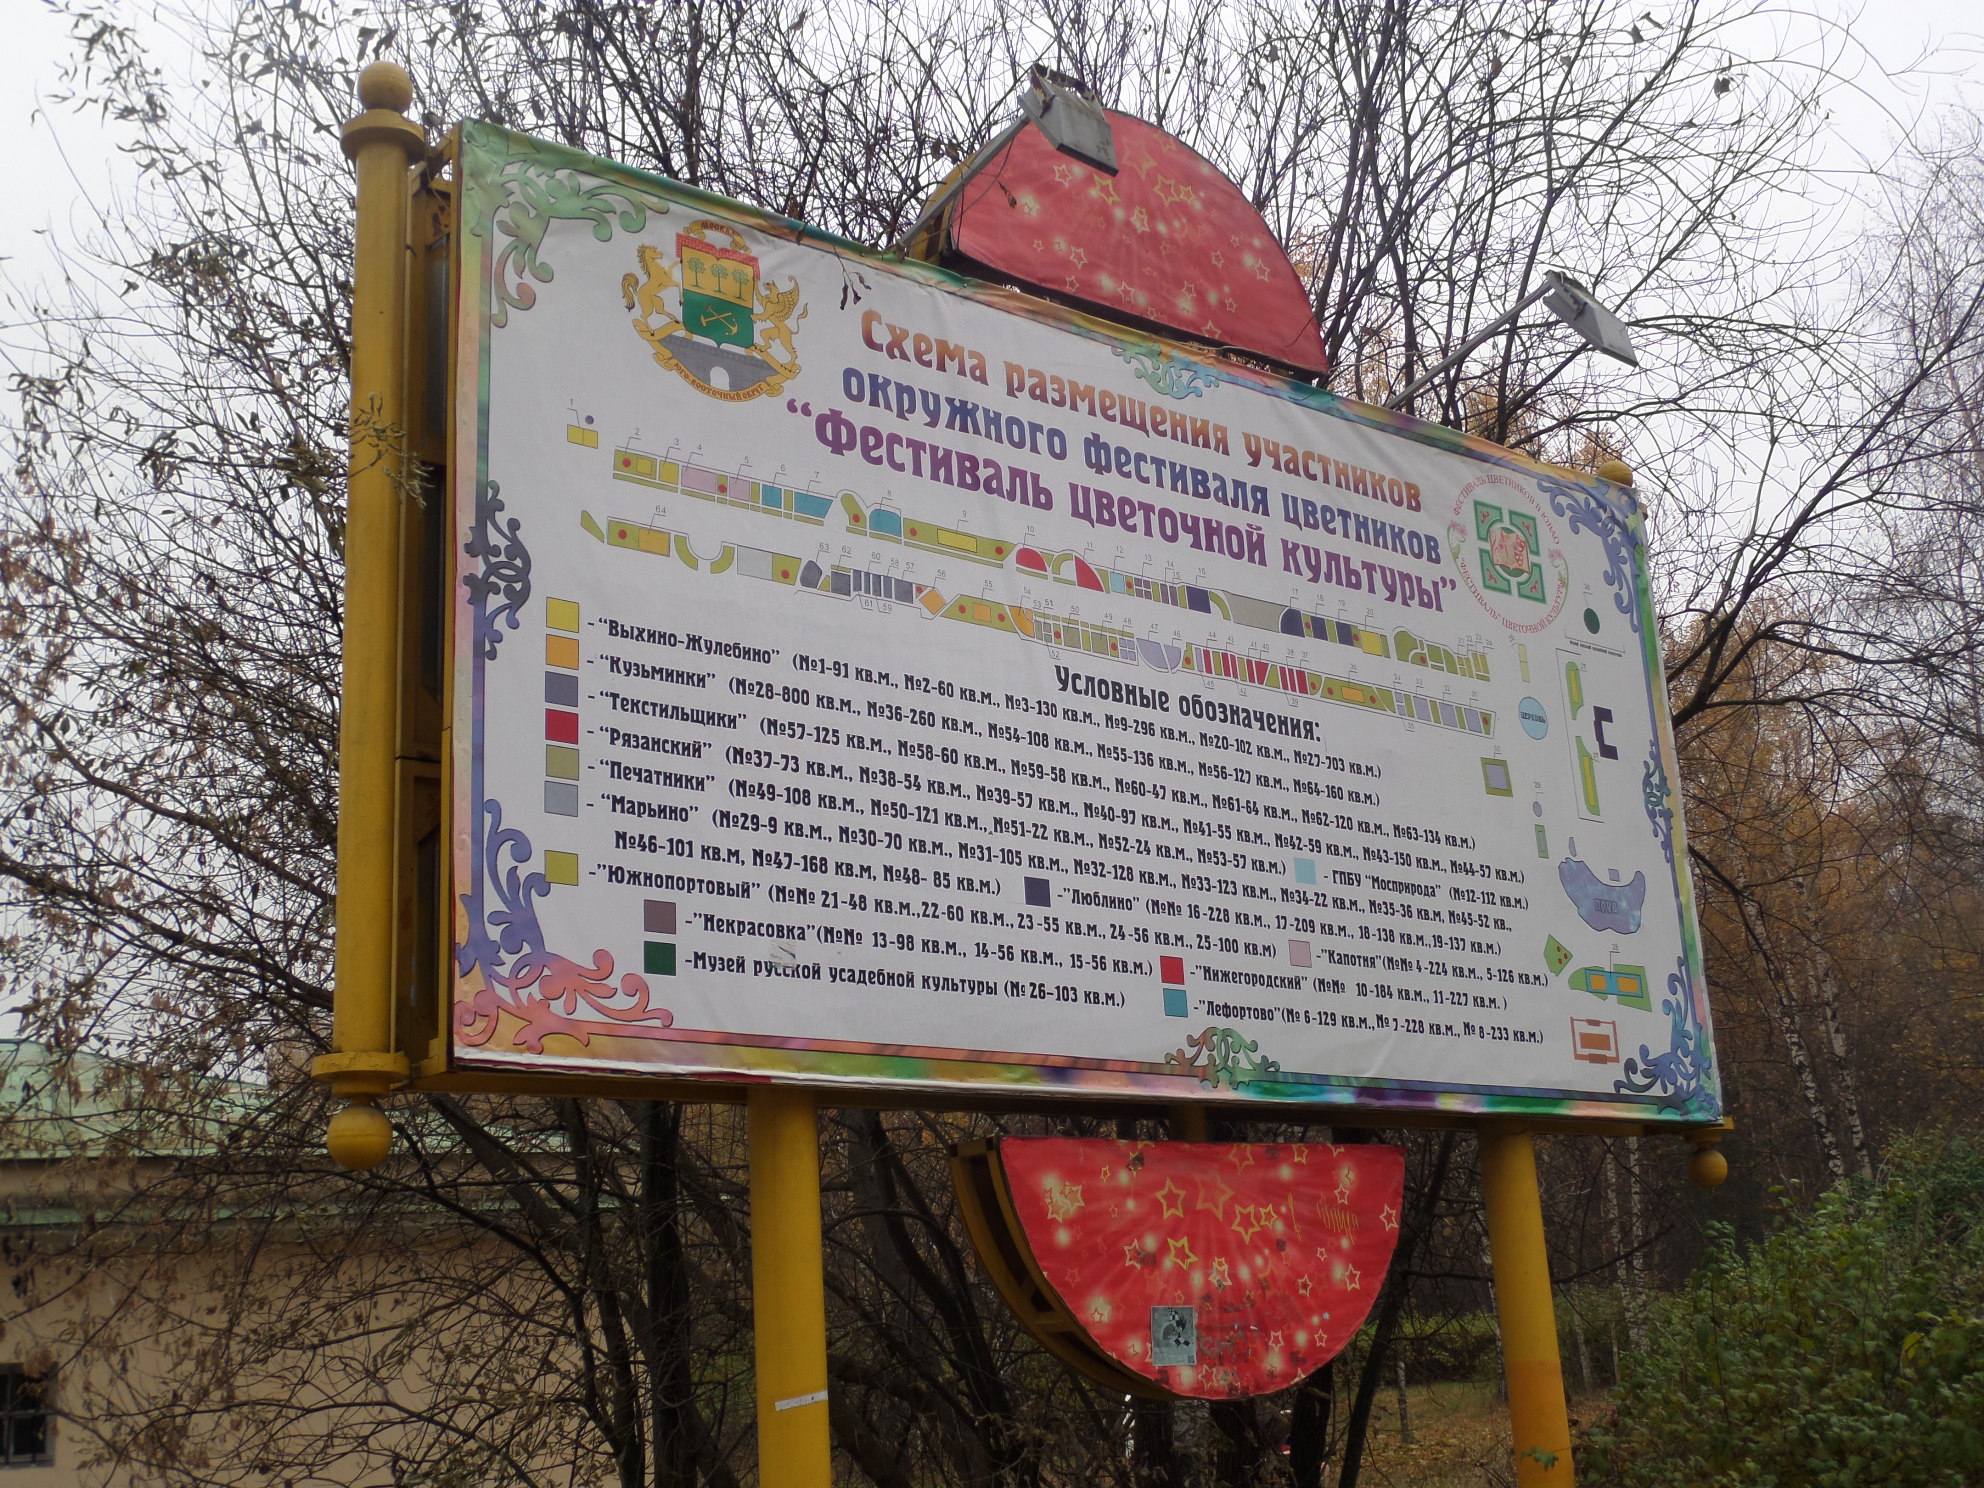 МОСКВА
ЮГО-ВОСТОЧНЫЙ ОКРУГ
Схема размещения участников
окружного фестиваля цветников
“Фестиваль цветочной культуры”
Условные обозначения:
-“Выхино-Жулебино” (№1-91 кв.м., №2-60 кв.м., №3-130 кв.м., №9-296 кв.м., №20-102 кв.м., №27-703 кв.м.)
-“Кузьминки” (№28-800 кв.м., №36-260 кв.м., №54-108 кв.м., №55-136 кв.м., №56-127 кв.м., №64-160 кв.м.)
-“Текстильщики” (№57-125 кв.м., №58-60 кв.м., №59-58 кв.м., №60-47 кв.м., №61-64 кв.м., №62-120 кв.м., №63-134 кв.м.)
-“Рязанский” (№37-73 кв.м., №38-54 кв.м., №39-57 кв.м., №40-97 кв.м., №41-55 кв.м., №42-59 кв.м., №43-150 кв.м., №44-57 кв.м.)
-“Печатники” (№49-108 кв.м., №50-121 кв.м., №51-22 кв.м., №52-24 кв.м., №53-57 кв.м.) - ГПБУ “Мосприрода” (№12-112 кв.м.)
-“Марьино” (№29-9 кв.м., №30-70 кв.м., №31-105 кв.м., №32-128 кв.м., №33-123 кв.м., №34-22 кв.м., №35-36 кв.м, №45-52 кв.,
№46-101 кв.м, №47-168 кв.м, №48- 85 кв.м.) -”Люблино” (№№ 16-228 кв.м., 17-209 кв.м., 18-138 кв.м.,19-137 кв.м.)
-”Южнопортовый” (№№ 21-48 кв.м.,22-60 кв.м., 23-55 кв.м., 24-56 кв.м., 25-100 кв.м) -”Капотня”(№№ 4-224 кв.м., 5-126 кв.м.)
-”Некрасовка”(№№ 13-98 кв.м., 14-56 кв.м., 15-56 кв.м.) -”Нижегородский” (№№ 10-184 кв.м., 11-227 кв.м. )
-Музей русской усадебной культуры (№ 26-103 кв.м.) -”Лефортово”(№ 6-129 кв.м.,№ 7-228 кв.м., № 8-233 кв.м.)
ФЕСТИВАЛЬ ЦВЕТНИКОВ В ЮВАО
"ФЕСТИВАЛЬ ЦВЕТОЧНОЙ КУЛЬТУРЫ"
ЦЕРКОВЬ
ПРУД